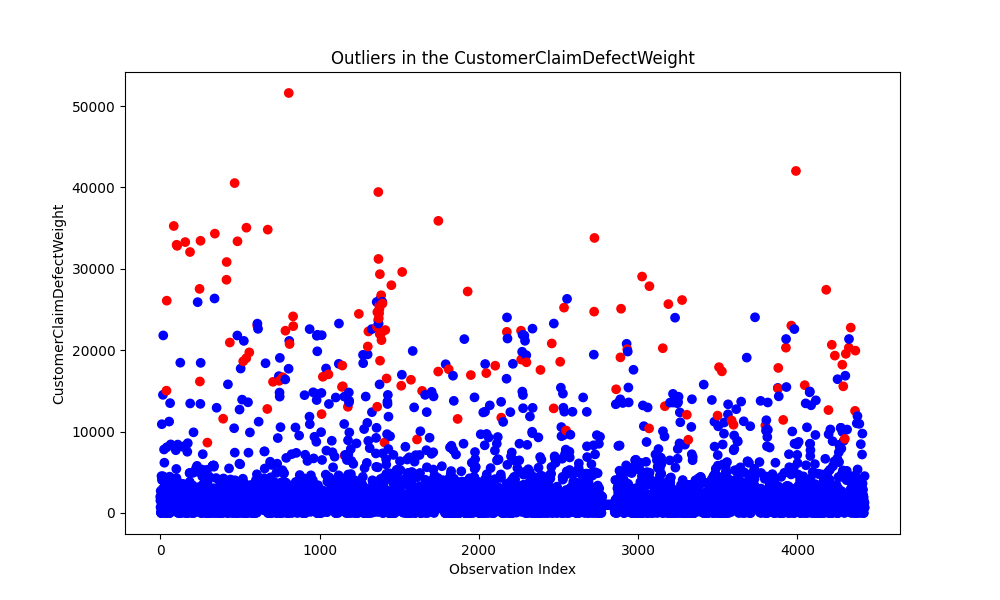 Outliers in the CustomerClaimDefectWeight
50000
40000
30000
20000
10000
0
CustomerClaimDefectWeight
0 1000 2000 3000 4000
Observation Index